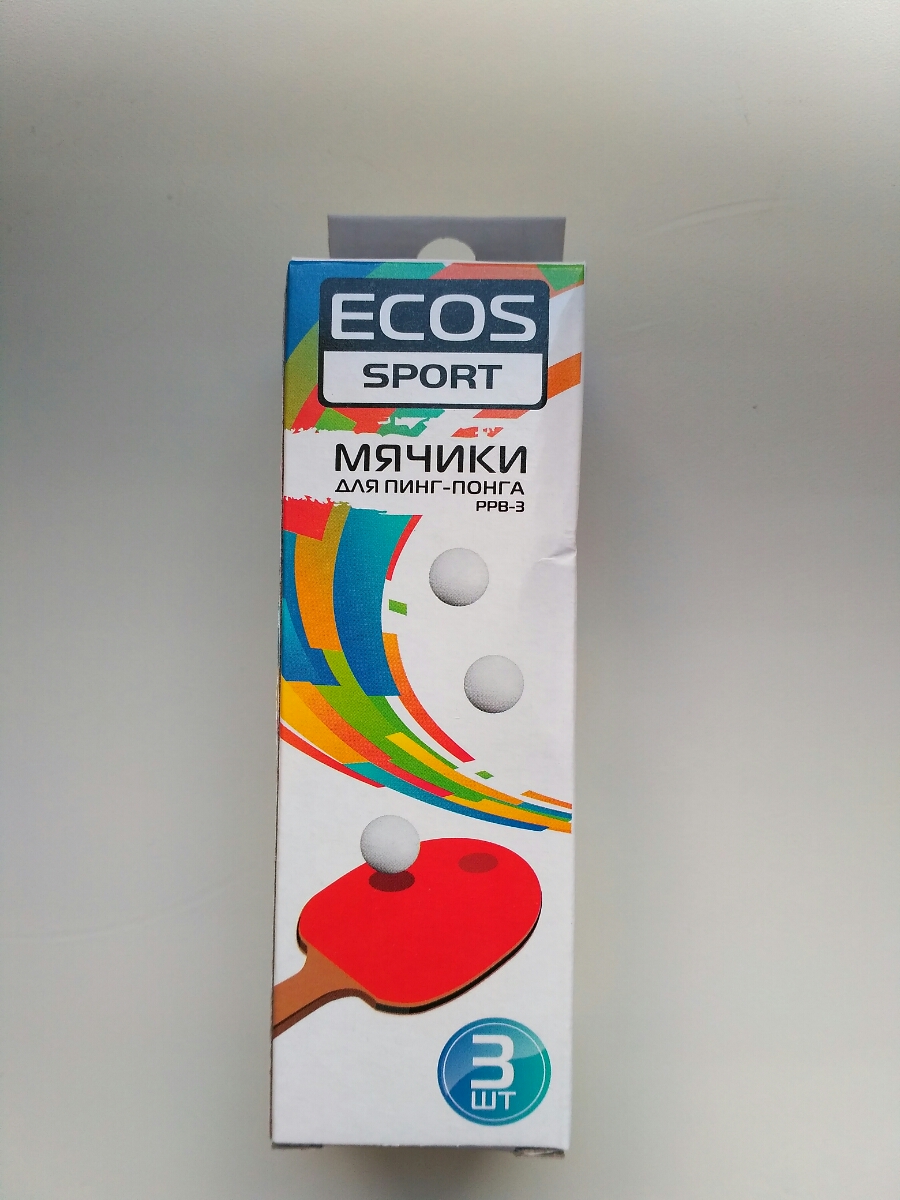 ECOS
SPORT
МЯЧИКИ
ДЛЯ ПИНГ-ПОНГА
PPB-3
3
ШТ